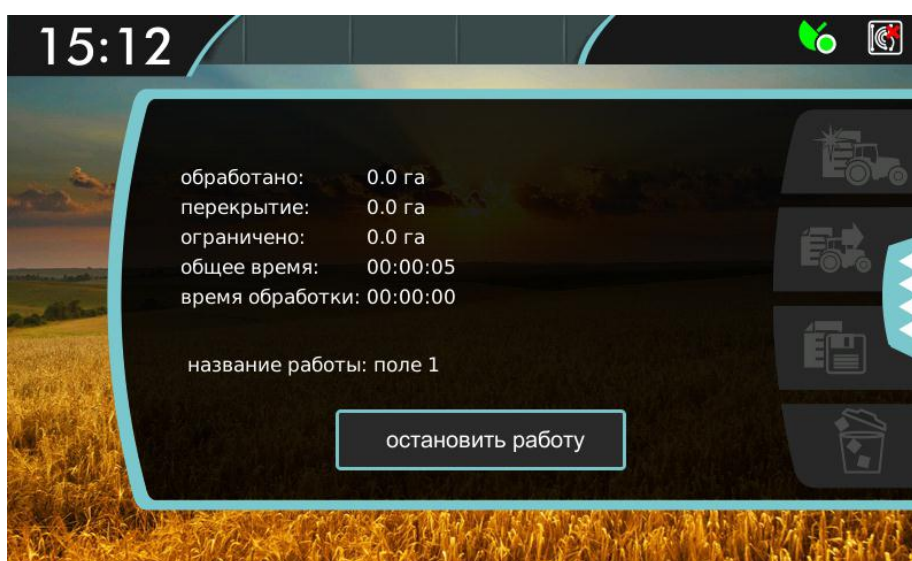 15:12
обработано: 0.0 га
перекрытие: 0.0 га
ограничено: 0.0 га
общее время: 00:00:05
время обработки: 00:00:00
название работы: поле 1
остановить работу